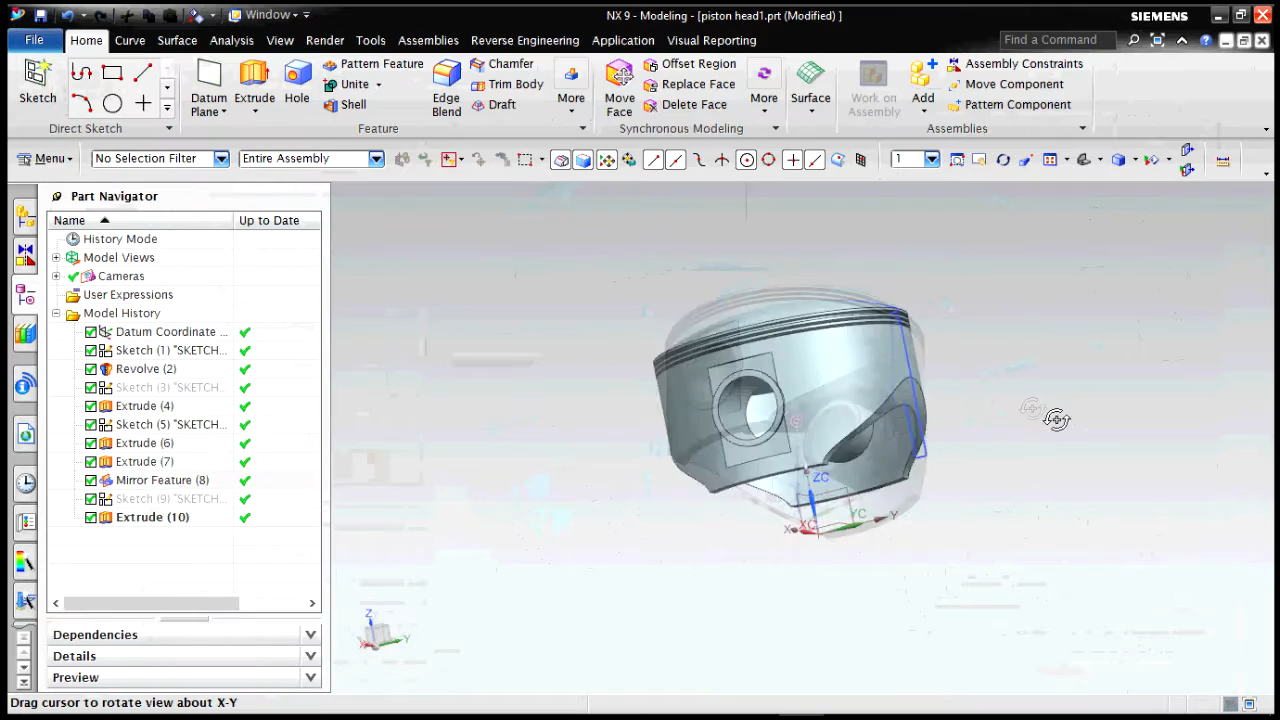 Window
NX 9 - Modeling - [piston head1.prt (Modified) ]
SIEMENS
File
Home
Curve
Surface
Analysis
View
Render
Tools
Assemblies
Reverse Engineering
Application
Visual Reporting
Find a Command
Sketch
Direct Sketch
Datum Plane
Extrude
Hole
Pattern Feature
Unite
Shell
Edge Blend
Chamfer
Trim Body
Draft
More
Feature
Move Face
Offset Region
Replace Face
Delete Face
More
Synchronous Modeling
Surface
Work on Assembly
Add
Assembly Constraints
Move Component
Pattern Component
Assemblies
Menu
No Selection Filter
Entire Assembly
1
Part Navigator
Name
Up to Date
History Mode
Model Views
Cameras
User Expressions
Model History
Datum Coordinate ...
Sketch (1) "SKETCH...
Revolve (2)
Sketch (3) "SKETCH...
Extrude (4)
Sketch (5) "SKETCH...
Extrude (6)
Extrude (7)
Mirror Feature (8)
Sketch (9) "SKETCH...
Extrude (10)
Dependencies
Details
Preview
ZC
YC
Y
X
XC
Z
Y
X
Drag cursor to rotate view about X-Y